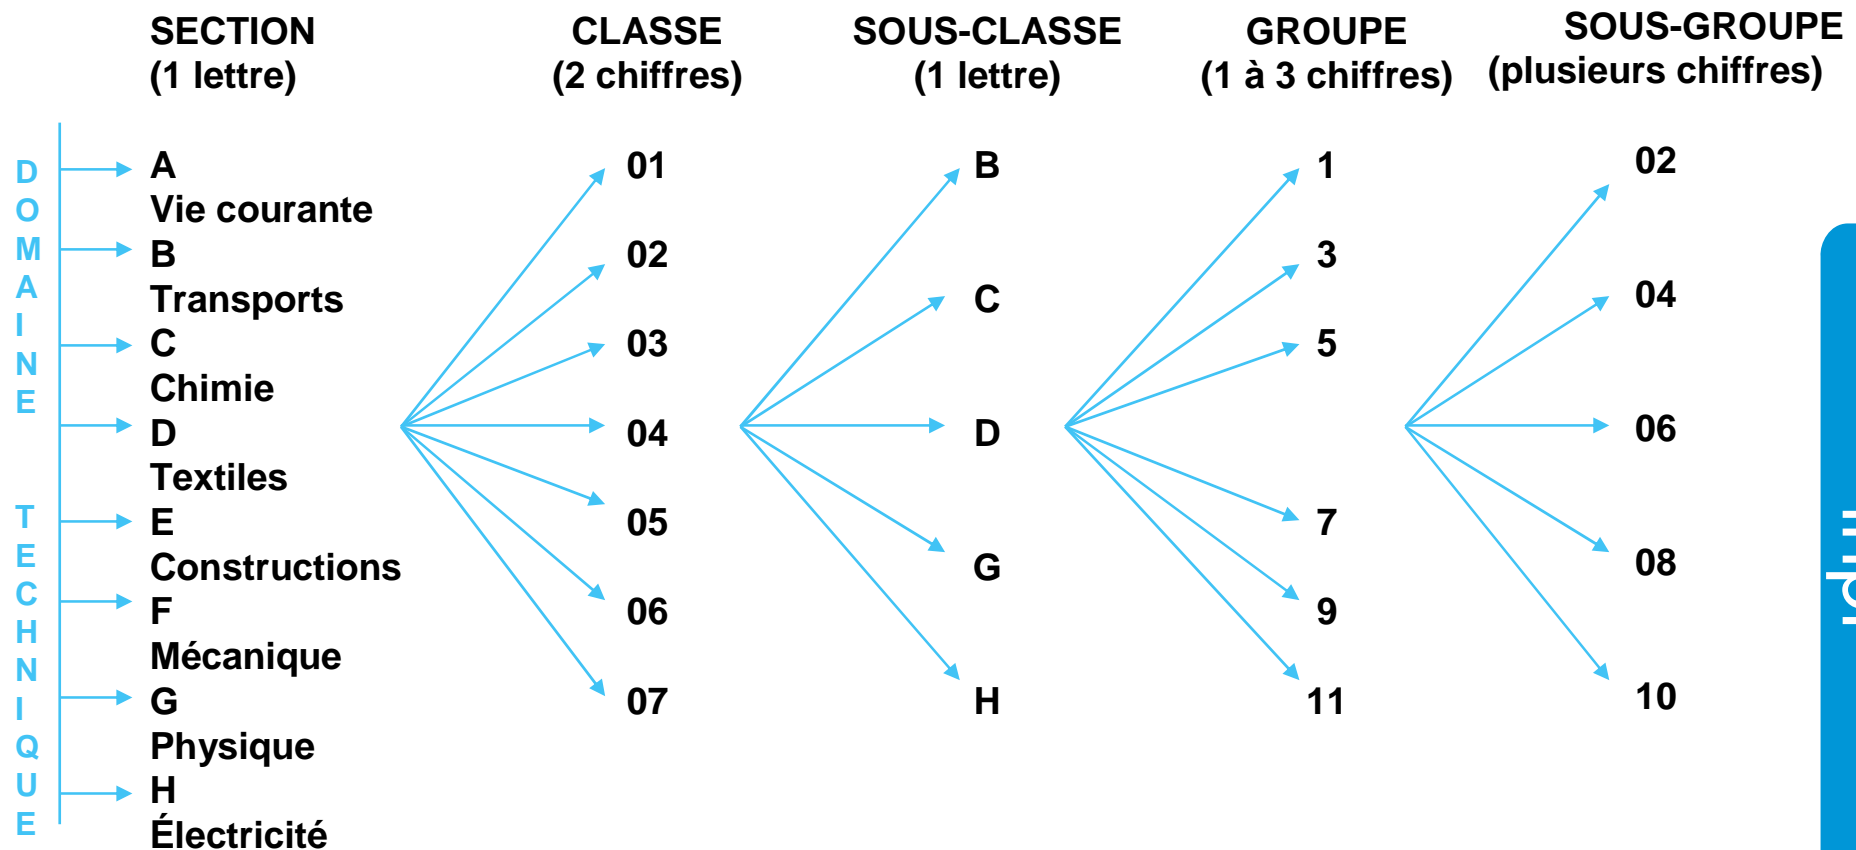 SECTION
(1 lettre)
CLASSE
(2 chiffres)
SOUS-CLASSE
(1 lettre)
GROUPE
(1 à 3 chiffres)
SOUS-GROUPE
(plusieurs chiffres)
DOMAINE TECHNIQUE
A
Vie courante
B
Transports
C
Chimie
D
Textiles
E
Constructions
F
Mécanique
G
Physique
H
Électricité
01
02
03
04
05
06
07
B
C
D
G
H
1
3
5
7
9
11
02
04
06
08
10